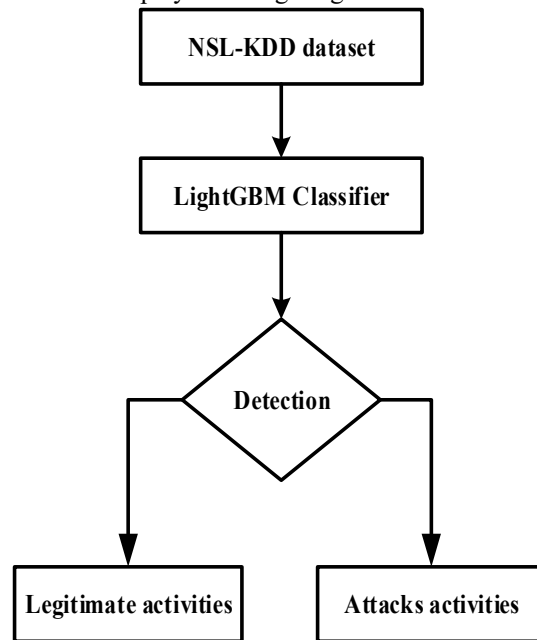 NSL-KDD dataset
LightGBM Classifier
Detection
Legitimate activities
Attacks activities